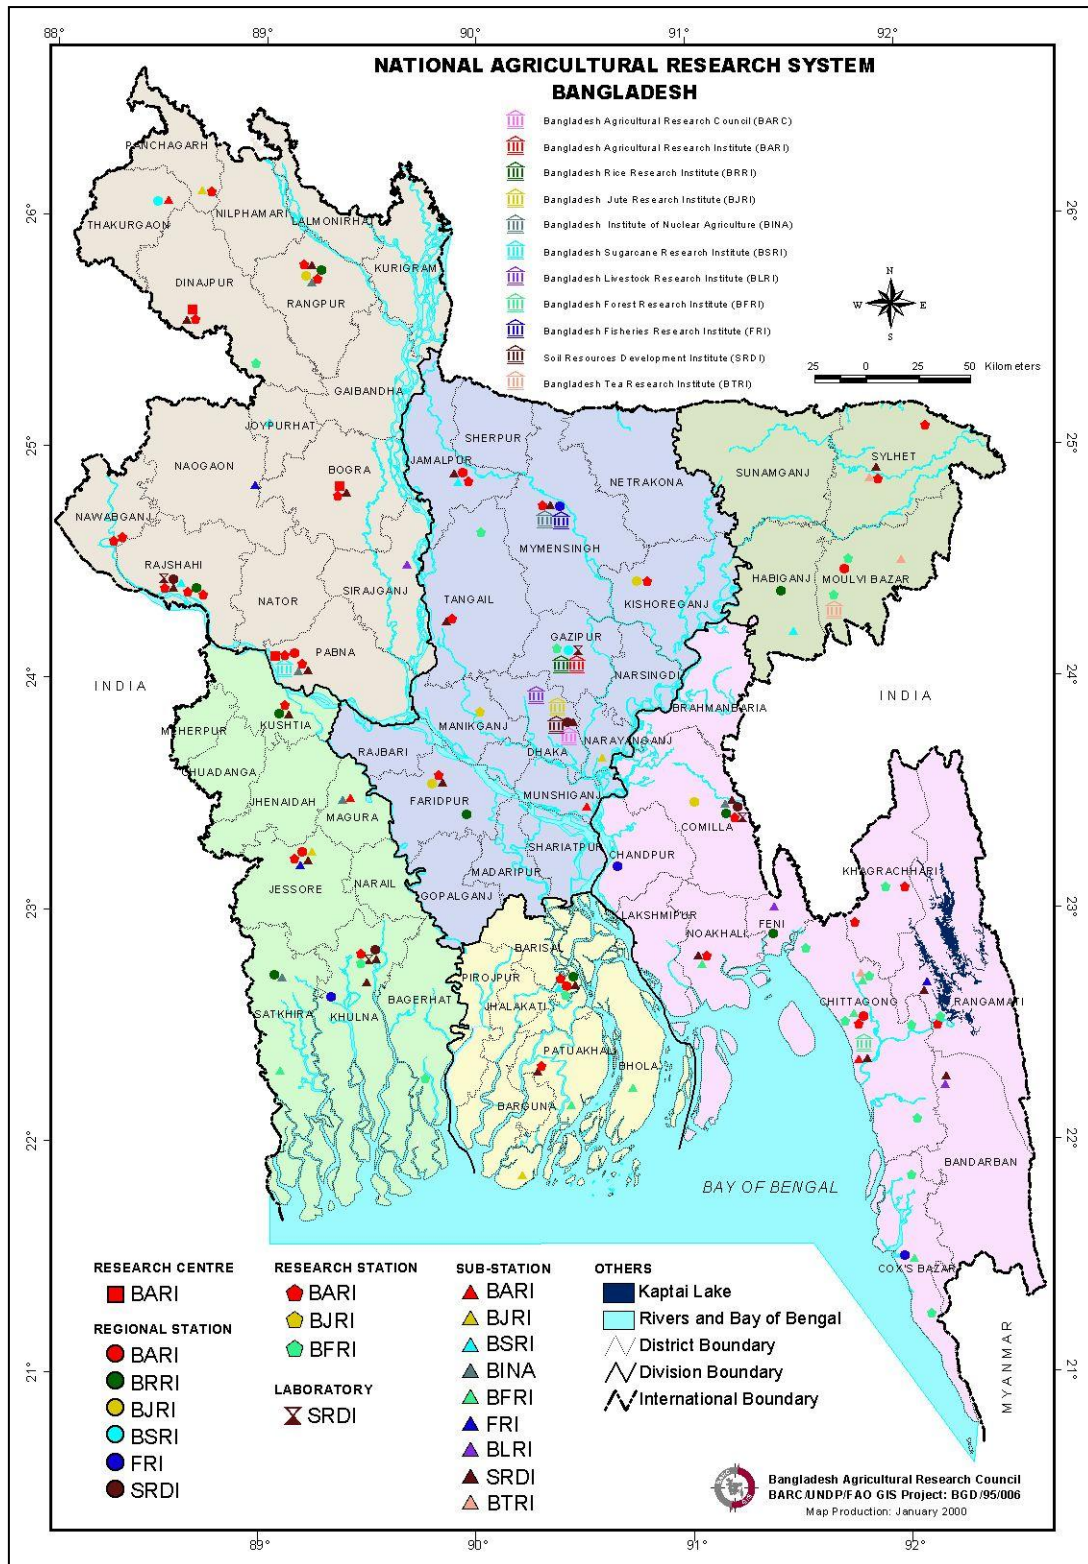 88°
89°
90°
91°
92°
NATIONAL AGRICULTURAL RESEARCH SYSTEM
BANGLADESH
Bangladesh Agricultural Research Council (BARC)
Bangladesh Agricultural Research Institute (BARI)
Bangladesh Rice Research Institute (BRRI)
Bangladesh Jute Research Institute (BJRI)
Bangladesh Institute of Nuclear Agriculture (BINA)
Bangladesh Sugarcane Research Institute (BSRI)
Bangladesh Livestock Research Institute (BLRI)
Bangladesh Forest Research Institute (BFRI)
Bangladesh Fisheries Research Institute (FRI)
Soil Resources Development Institute (SRDI)
Bangladesh Tea Research Institute (BTRI)
N
W E
S
25 0 25 50 Kilometers
26°
26°
25°
25°
24°
24°
23°
23°
22°
22°
21°
21°
PANCHAGARH
THAKURGAON
NILPHAMARI
LALMONIRHAT
KURIGRAM
DINAJPUR
RANGPUR
GAIBANDHA
JOYPURHAT
NAOGAON
BOGRA
NAWABGANJ
RAJSHAHI
NATOR
SIRAJGANJ
PABNA
SHERPUR
JAMALPUR
NETRAKONA
MYMENSINGH
TANGAIL
KISHOREGANJ
GAZIPUR
NARSINGDI
MANIKGANJ
DHAKA
NARAYANGANJ
RAJBARI
FARIDPUR
MUNSHIGANJ
SHARIATPUR
MADARIPUR
GOPALGANJ
SUNAMGANJ
SYLHET
HABIGANJ
MOULVI BAZAR
INDIA
INDIA
BRAHMANBARIA
COMILLA
CHANDPUR
LAKSHMIPUR
NOAKHALI
FENI
KHAGRACHHARI
CHITTAGONG
RANGAMATI
BANDARBAN
COX'S BAZAR
MEHERPUR
KUSHTIA
CHUADANGA
JHENAIDAH
MAGURA
JESSORE
NARAIL
SATKHIRA
KHULNA
BAGERHAT
BARISAL
PIROJPUR
JHALAKATI
PATUAKHALI
BHOLA
BARGUNA
BAY OF BENGAL
MYANMAR
RESEARCH CENTRE
BARI
REGIONAL STATION
BARI
BRRI
BJRI
BSRI
FRI
SRDI
RESEARCH STATION
BARI
BJRI
BFRI
LABORATORY
SRDI
SUB-STATION
BARI
BJRI
BSRI
BINA
BFRI
FRI
BLRI
SRDI
BTRI
OTHERS
Kaptai Lake
Rivers and Bay of Bengal
District Boundary
Division Boundary
International Boundary
Bangladesh Agricultural Research Council
BARC/UNDP/FAO GIS Project: BGD/95/006
Map Production: January 2000
89°
90°
91°
92°